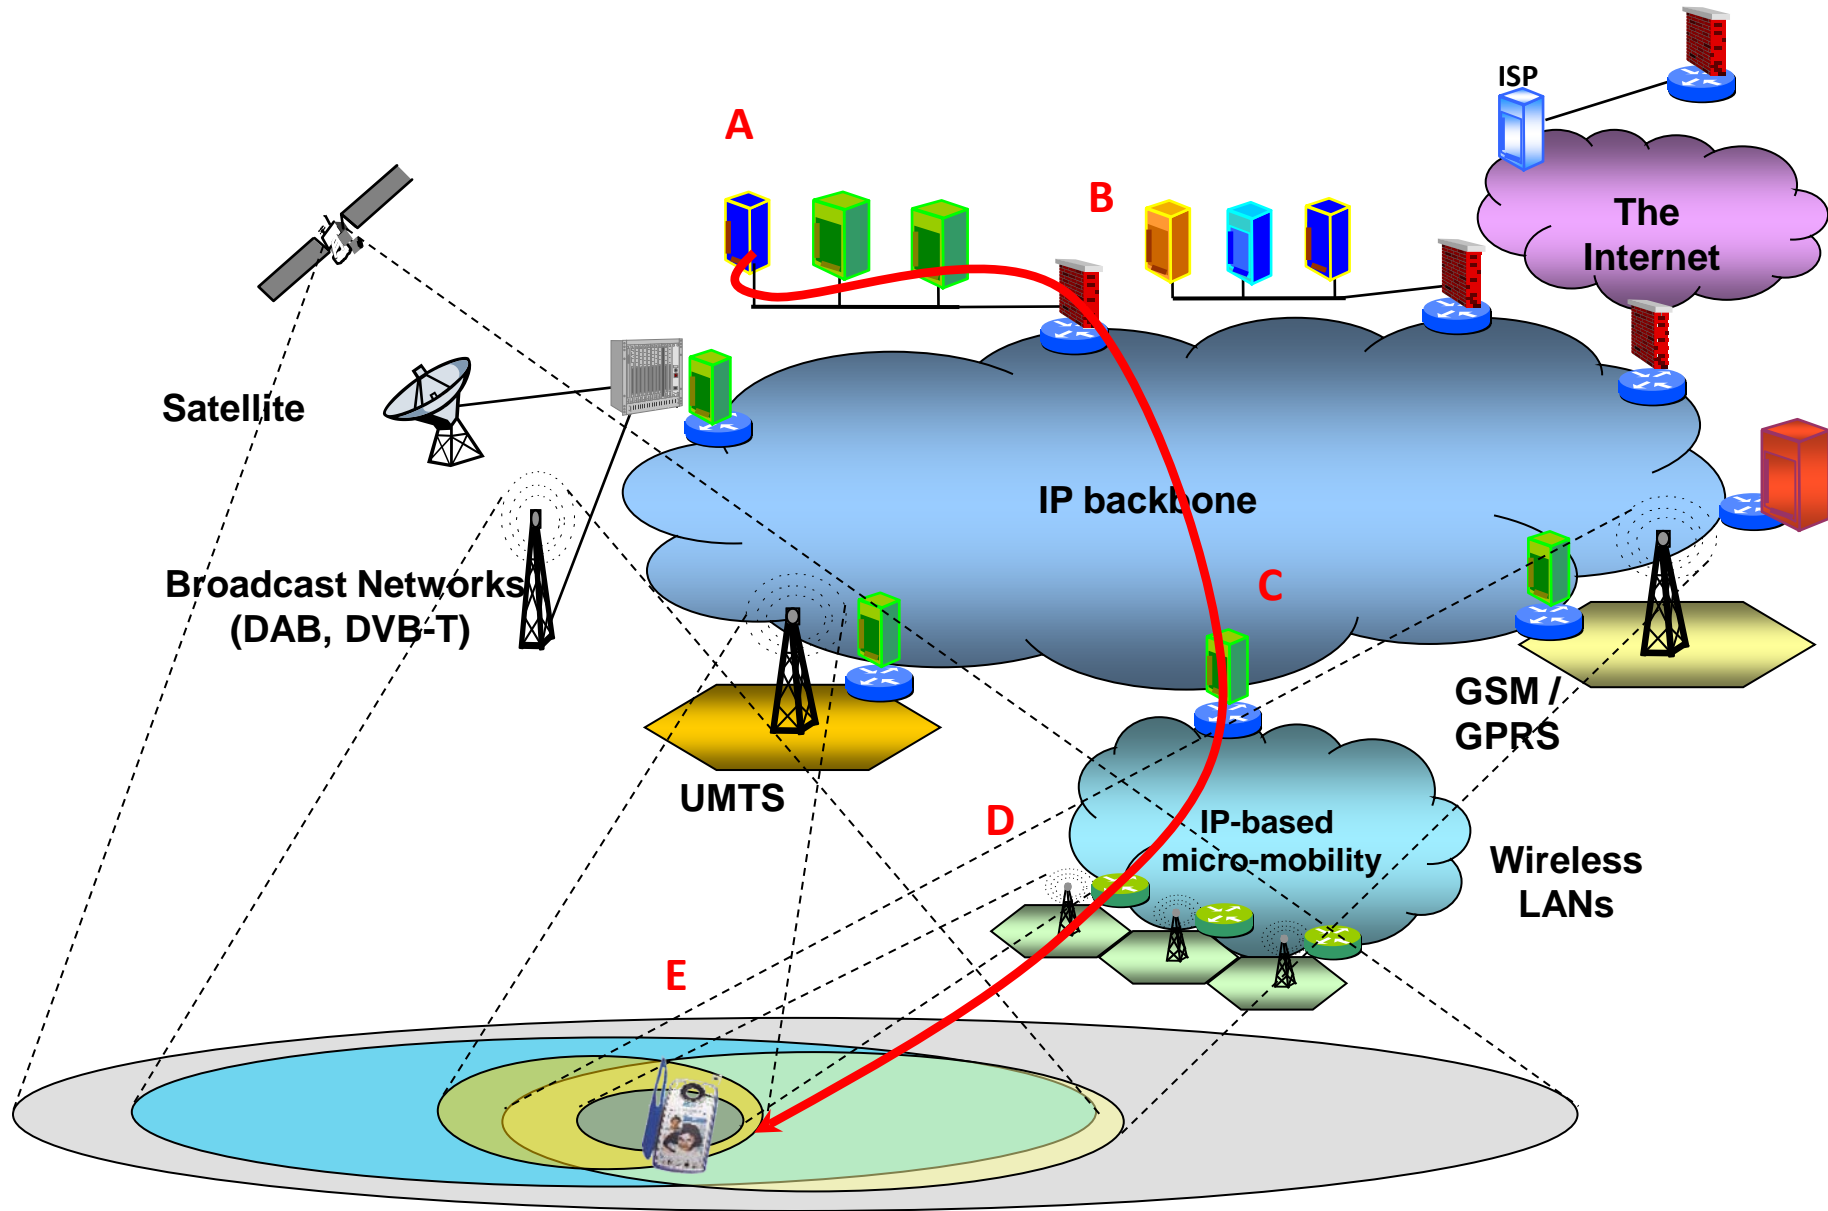 ISP
A
B
The
Internet
Satellite
IP backbone
Broadcast Networks
(DAB, DVB-T)
C
GSM /
GPRS
UMTS
D
IP-based
micro-mobility
Wireless
LANs
E